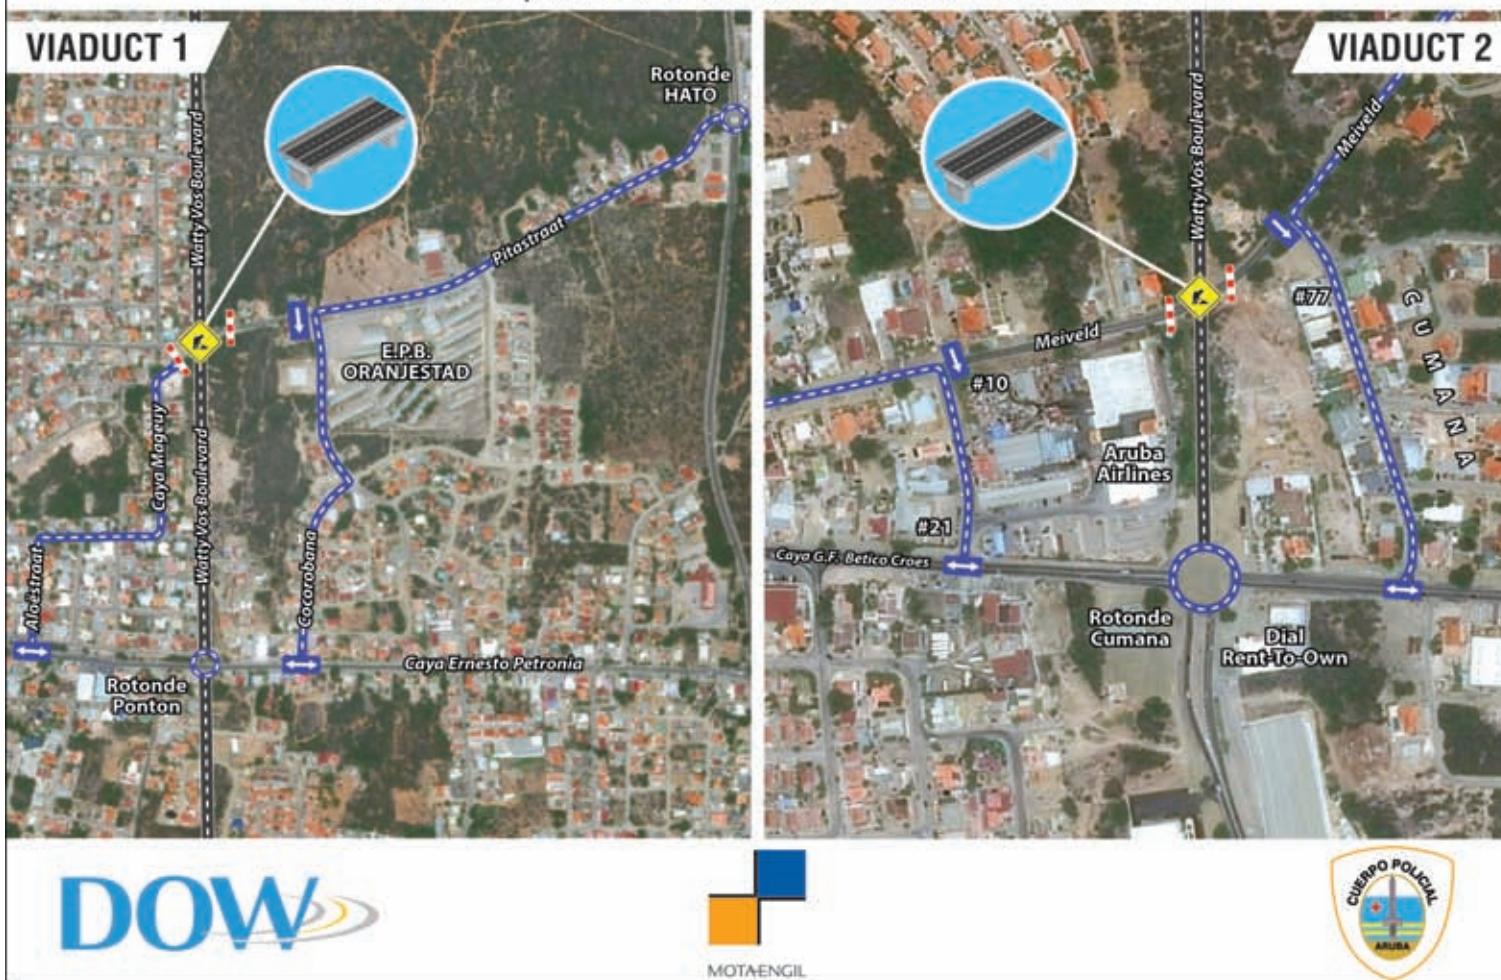 VIADUCT 1
Rotonde
HATO
Watty Vos Boulevard
Pitastraat
E.P.B.
ORANJESTAD
Caya Maguey
Watty Vos Boulevard
Aloëstraat
Cocorobana
Caya Ernesto Petronia
Rotonde
Ponton
VIADUCT 2
Meiveld
Watty Vos Boulevard
#77
CUMANA
Meiveld
#10
Aruba
Airlines
#21
Caya G.F. Betico Croes
Rotonde
Cumana
Dial
Rent-To-Own
DOW
MOTA-ENGIL
CUERPO POLICIAL
ARUBA